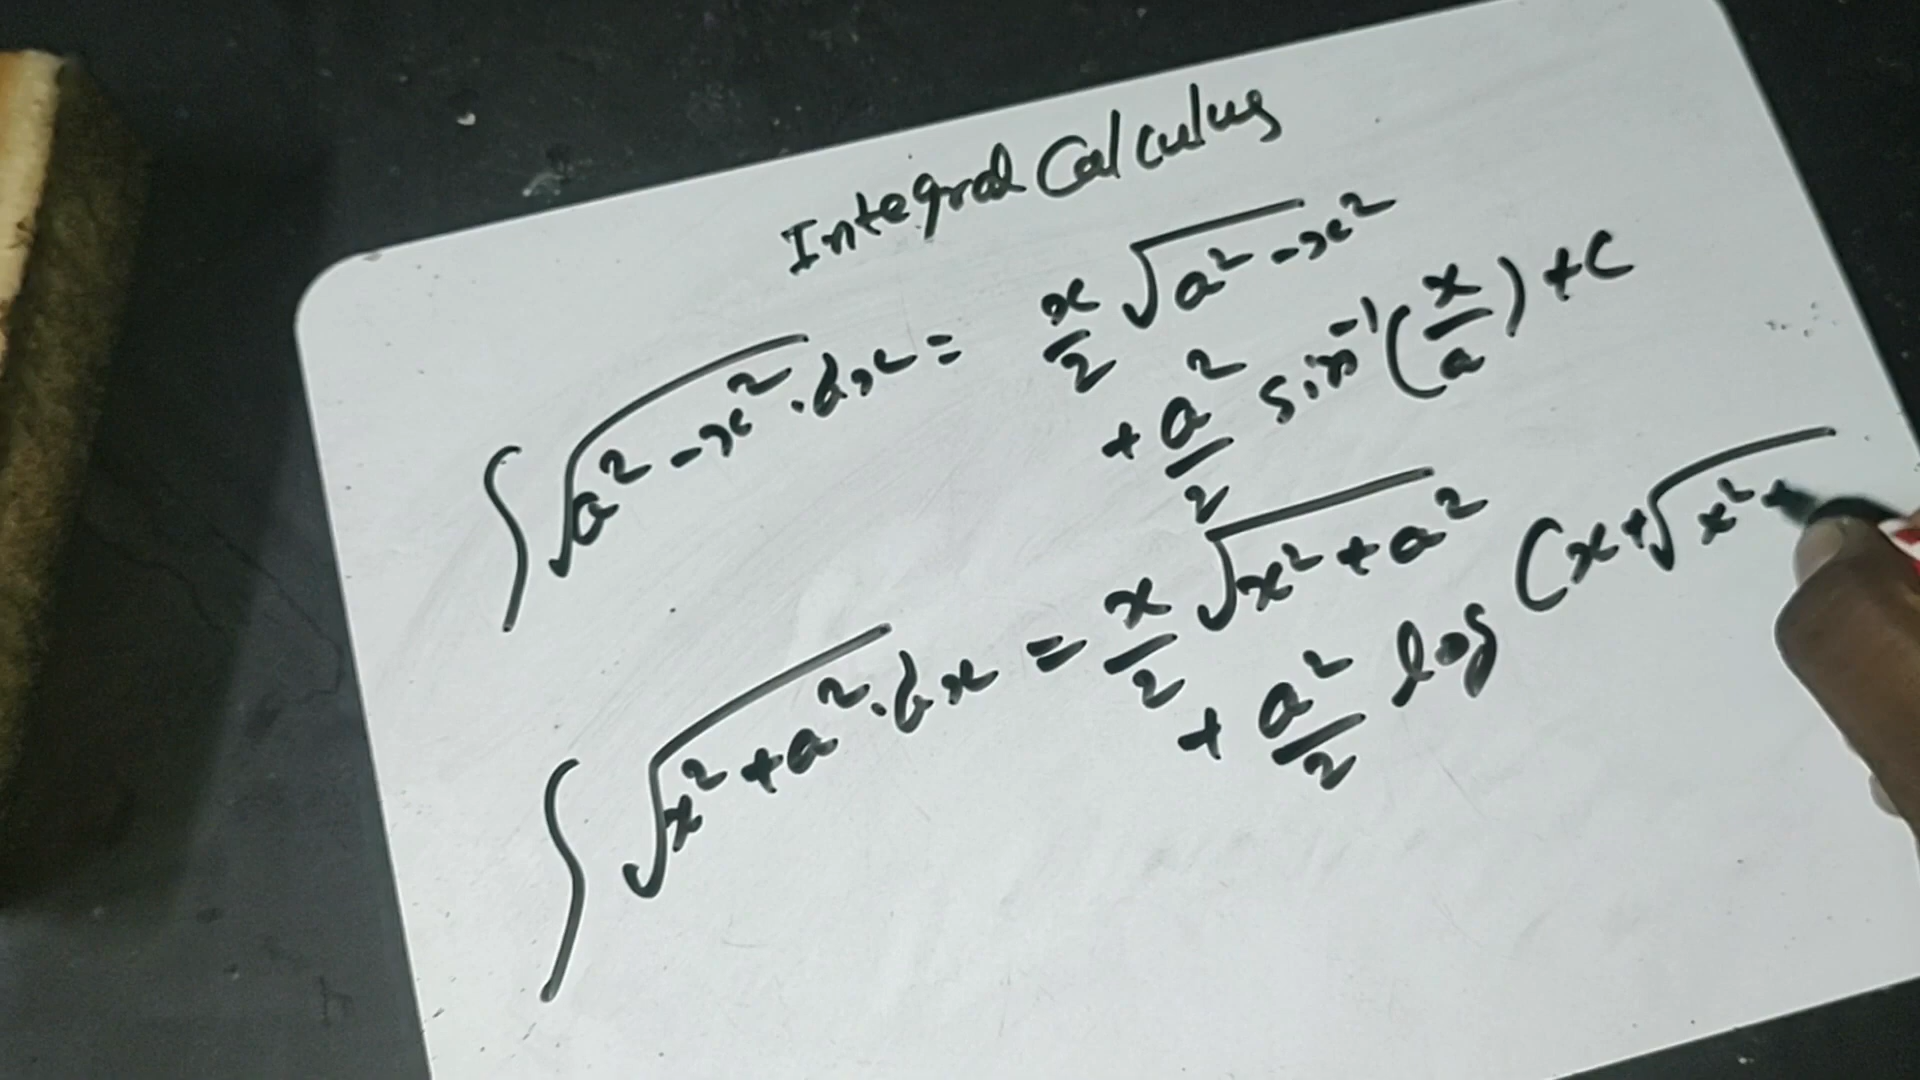 Integral Calculus
∫ √(a² - x²) . dx = x/2 √(a² - x²)
+ a²/2 sin⁻¹(x/a) + c
∫ √(x² + a²) . dx = x/2 √(x² + a²)
+ a²/2 log (x + √(x² +